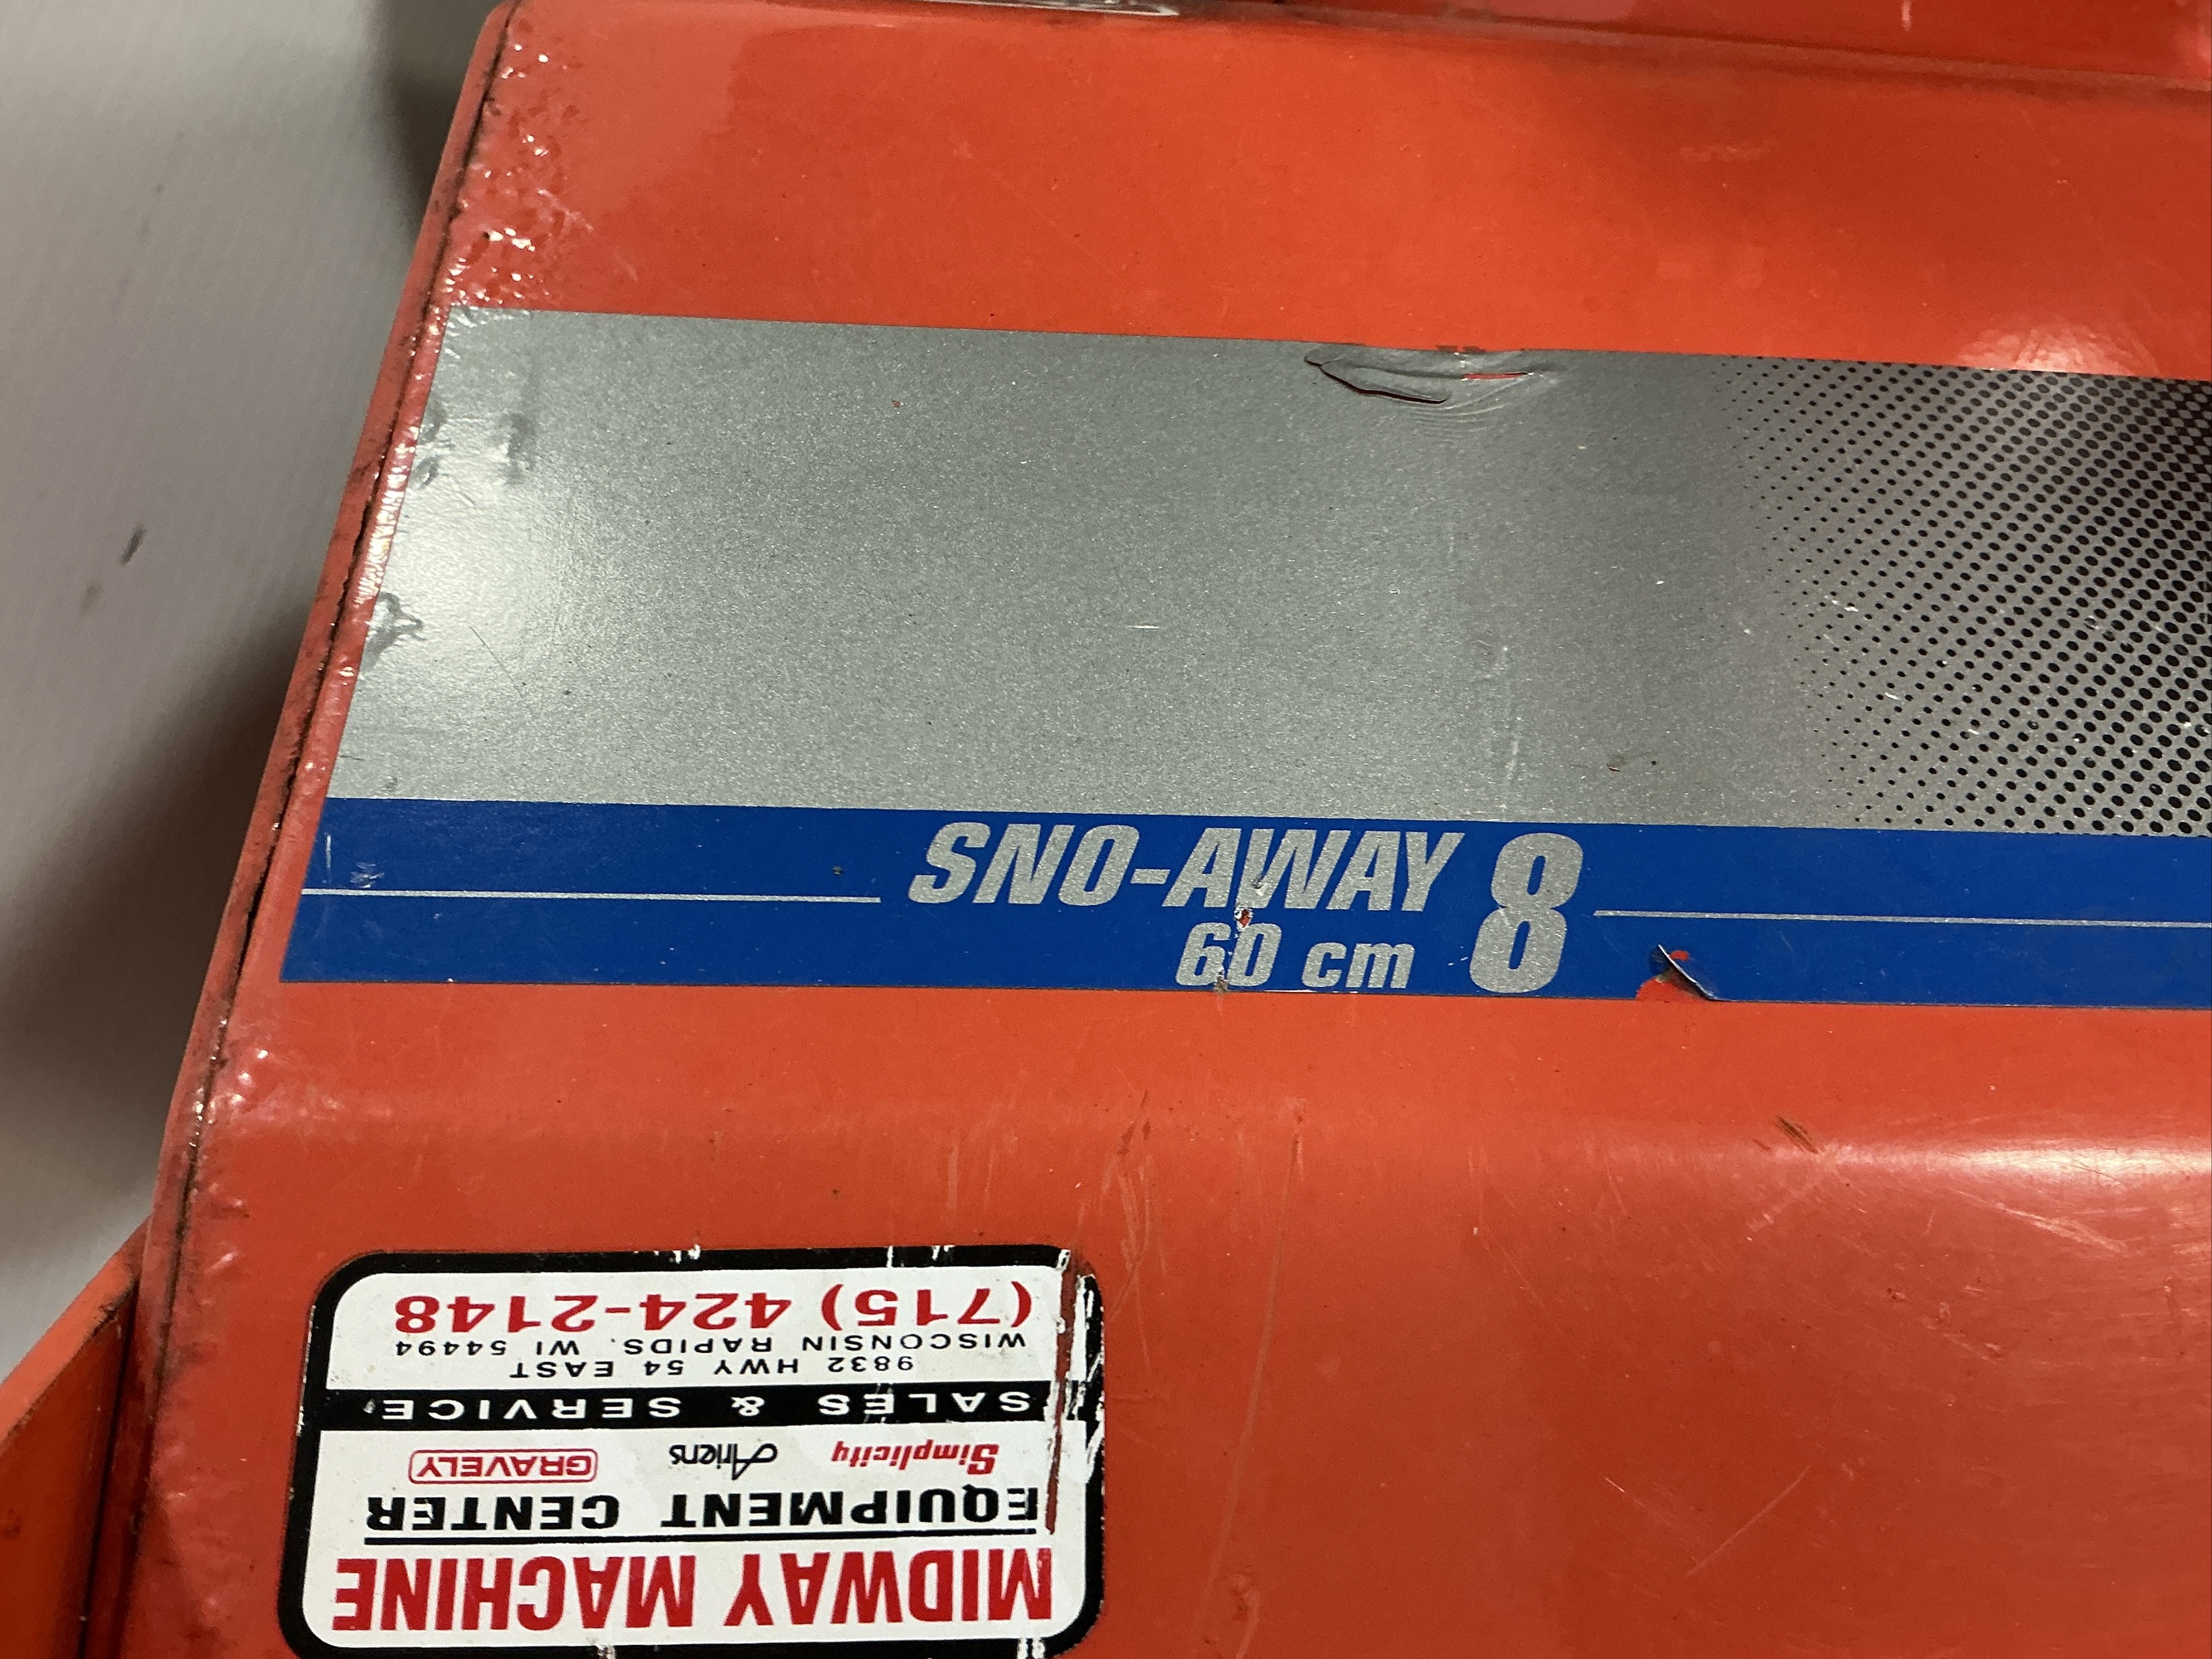 SNO-AWAY 8
60 cm
MIDWAY MACHINE
EQUIPMENT CENTER
Simplicity Ariens GRAVELY
SALES & SERVICE
9832 HWY 54 EAST
WISCONSIN RAPIDS, WI 54494
(715) 424-2148